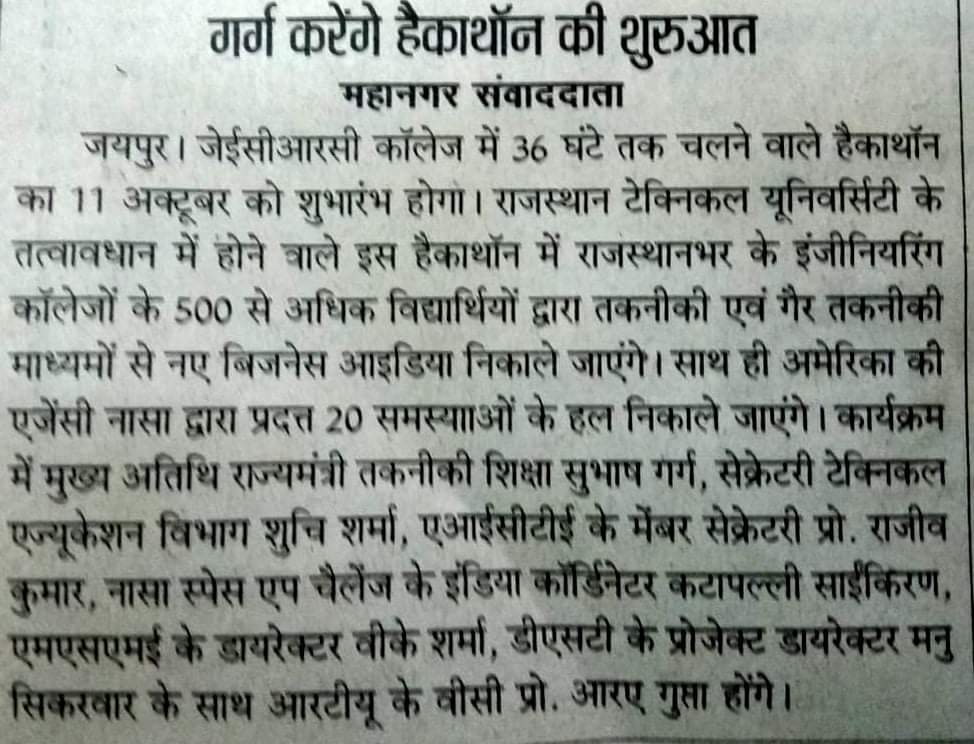 गर्ग करेंगे हैकाथॉन की शुरुआत
महानगर संवाददाता
जयपुर। जेईसीआरसी कॉलेज में 36 घंटे तक चलने वाले हैकाथॉन
का 11 अक्टूबर को शुभारंभ होगा। राजस्थान टेक्निकल यूनिवर्सिटी के
तत्वावधान में होने वाले इस हैकाथॉन में राजस्थानभर के इंजीनियरिंग
कॉलेजों के 500 से अधिक विद्यार्थियों द्वारा तकनीकी एवं गैर तकनीकी
माध्यमों से नए बिजनेस आइडिया निकाले जाएंगे। साथ ही अमेरिका की
एजेंसी नासा द्वारा प्रदत्त 20 समस्यााओं के हल निकाले जाएंगे। कार्यक्रम
में मुख्य अतिथि राज्यमंत्री तकनीकी शिक्षा सुभाष गर्ग, सेक्रेटरी टेक्निकल
एज्यूकेशन विभाग शुचि शर्मा, एआईसीटीई के मेंबर सेक्रेटरी प्रो. राजीव
कुमार, नासा स्पेस एप चैलेंज के इंडिया कॉर्डिनेटर कटापल्ली साईकिरण,
एमएसएमई के डायरेक्टर वीके शर्मा, डीएसटी के प्रोजेक्ट डायरेक्टर मनु
सिकरवार के साथ आरटीयू के वीसी प्रो. आरए गुप्ता होंगे।